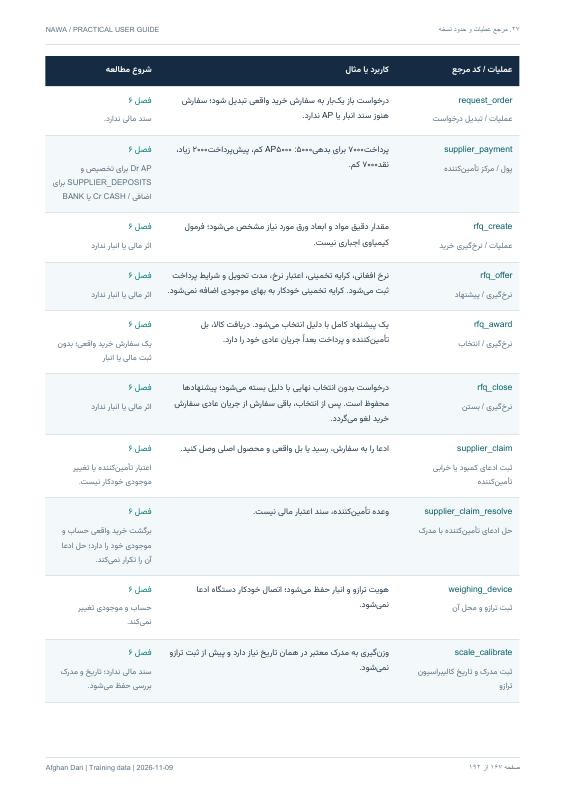 ۲۷. مرجع عملیات و حدود نسخه
NAWA / PRACTICAL USER GUIDE
عملیات / کد مرجع
کاربرد یا مثال
شروع مطالعه
request_order
عملیات / تبدیل درخواست
درخواست باز یک‌بار به سفارش خرید واقعی تبدیل شود؛ سفارش
هنوز سند انبار یا AP ندارد.
فصل ۶
سند مالی ندارد.
supplier_payment
پول / مرکز تأمین‌کننده
پرداخت۷۰۰۰ برای بدهی۵۰۰۰: AP۵۰۰۰ کم، پیش‌پرداخت۲۰۰۰ زیاد،
نقد۷۰۰۰ کم.
فصل ۶
Dr AP برای تخصیص و
SUPPLIER_DEPOSITS برای
اضافی / Cr CASH یا BANK
rfq_create
عملیات / نرخ‌گیری خرید
مقدار دقیق مواد و ابعاد ورق مورد نیاز مشخص می‌شود؛ فرمول
کیمیاوی اجباری نیست.
فصل ۶
اثر مالی یا انبار ندارد
rfq_offer
نرخ‌گیری / پیشنهاد
نرخ افغانی، کرایه تخمینی، اعتبار نرخ، مدت تحویل و شرایط پرداخت
ثبت می‌شود. کرایه تخمینی خودکار به بهای موجودی اضافه نمی‌شود.
فصل ۶
اثر مالی یا انبار ندارد
rfq_award
نرخ‌گیری / انتخاب
یک پیشنهاد کامل با دلیل انتخاب می‌شود. دریافت کالا، بل
تأمین‌کننده و پرداخت بعداً جریان عادی خود را دارد.
فصل ۶
یک سفارش خرید واقعی؛ بدون
ثبت مالی یا انبار
rfq_close
نرخ‌گیری / بستن
درخواست بدون انتخاب نهایی با دلیل بسته می‌شود؛ پیشنهادها
محفوظ است. پس از انتخاب، باقی سفارش از جریان عادی سفارش
خرید لغو می‌گردد.
فصل ۶
اثر مالی یا انبار ندارد
supplier_claim
ثبت ادعای کمبود یا خرابی
تأمین‌کننده
ادعا را به سفارش، رسید یا بل واقعی و محصول اصلی وصل کنید.
فصل ۶
اعتبار تأمین‌کننده یا تغییر
موجودی خودکار نیست.
supplier_claim_resolve
حل ادعای تأمین‌کننده با مدرک
وعده تأمین‌کننده، سند اعتبار مالی نیست.
فصل ۶
برگشت خرید واقعی حساب و
موجودی خود را دارد؛ حل ادعا
آن را تکرار نمی‌کند.
weighing_device
ثبت ترازو و محل آن
هویت ترازو و انبار حفظ می‌شود؛ اتصال خودکار دستگاه ادعا
نمی‌شود.
فصل ۶
حساب و موجودی تغییر
نمی‌کند.
scale_calibrate
ثبت مدرک و تاریخ کالیبراسیون
ترازو
وزن‌گیری به مدرک معتبر در همان تاریخ نیاز دارد و پیش از ثبت ترازو
نمی‌شود.
فصل ۶
سند مالی ندارد؛ تاریخ و مدرک
بررسی حفظ می‌شود.
صفحه ۱۶۷ از ۱۹۲
Afghan Dari | Training data | 2026-11-09